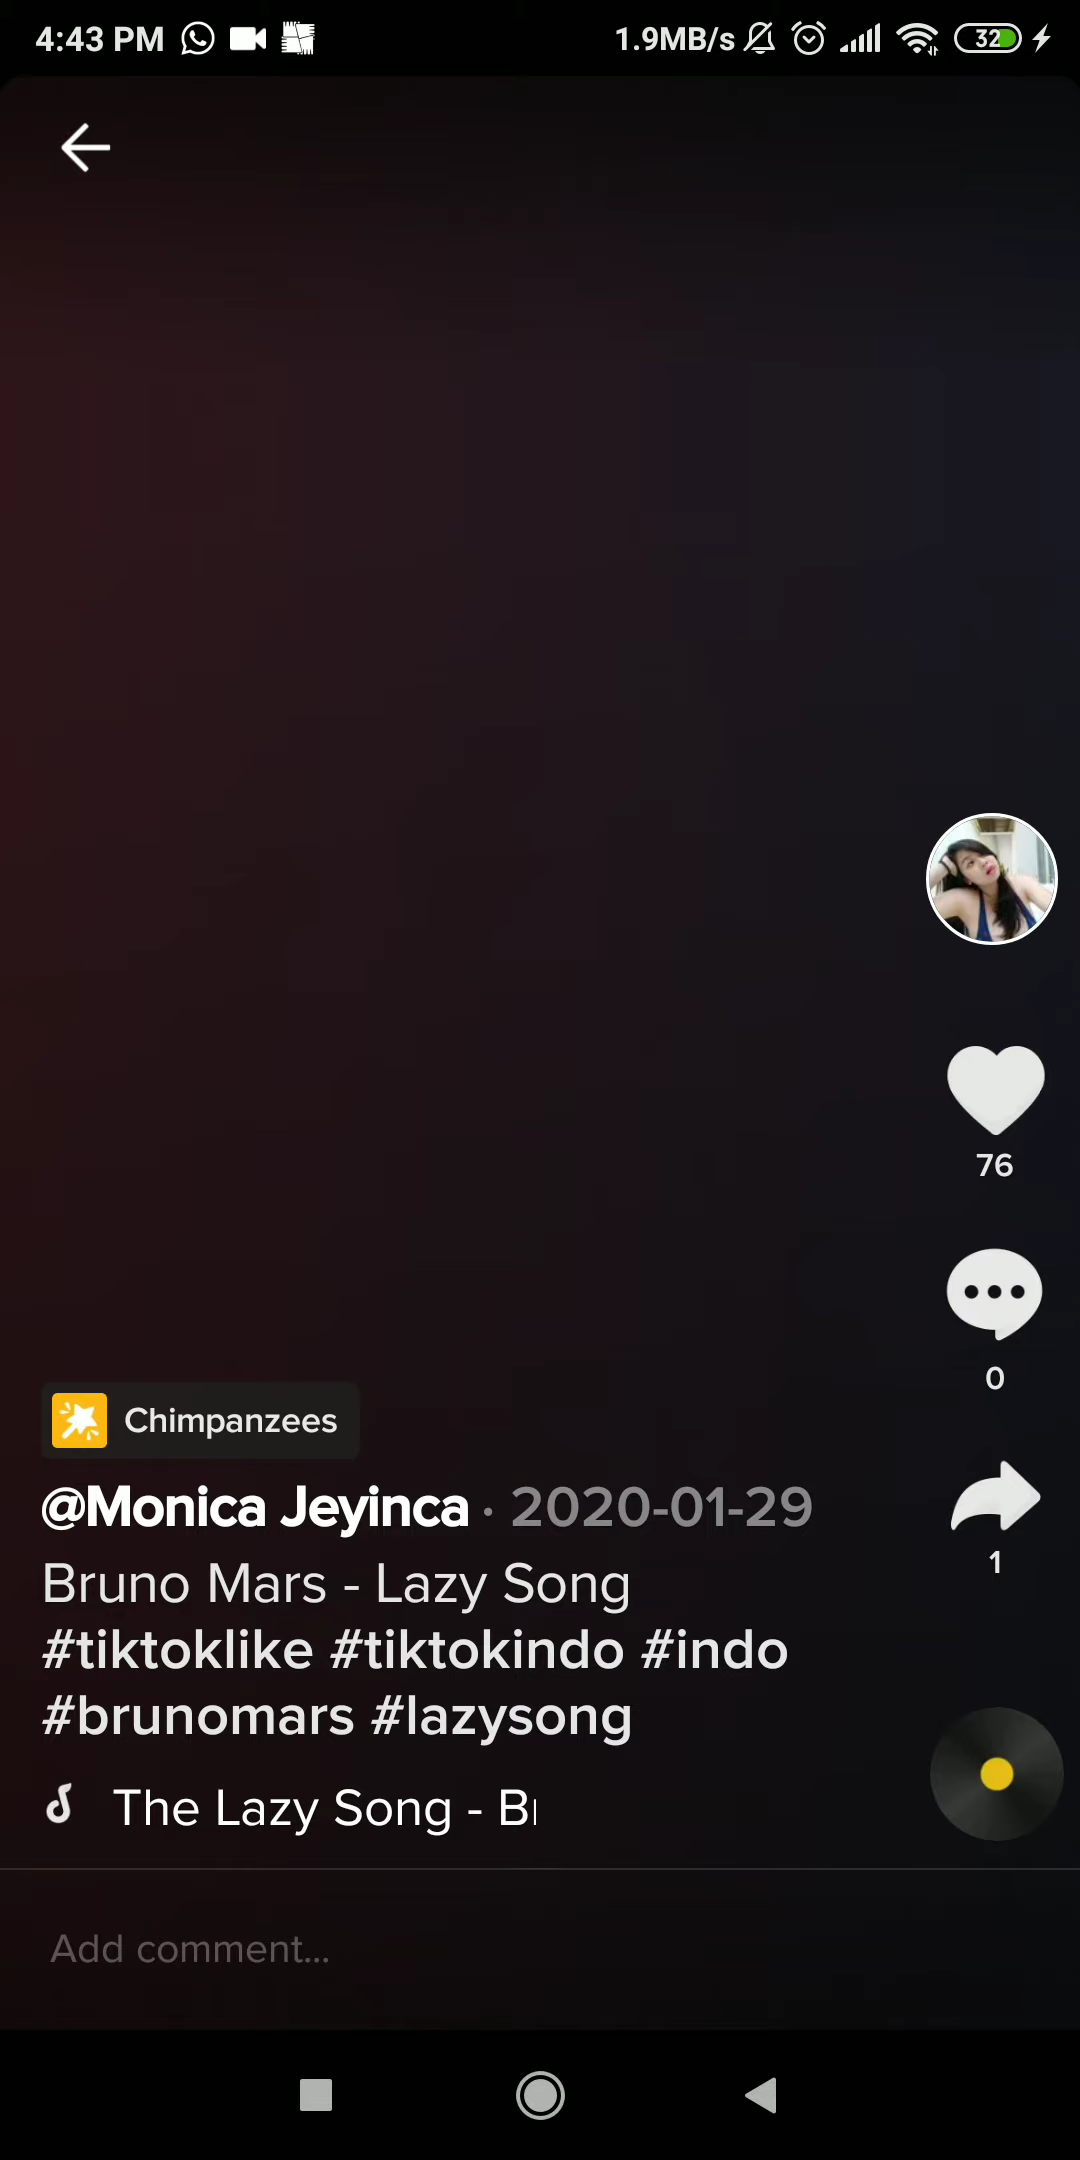 4:43 PM
1.9MB/s
32
76
0
Chimpanzees
@Monica Jeyinca · 2020-01-29
1
Bruno Mars - Lazy Song
#tiktoklike #tiktokindo #indo
#brunomars #lazysong
The Lazy Song - B
Add comment...